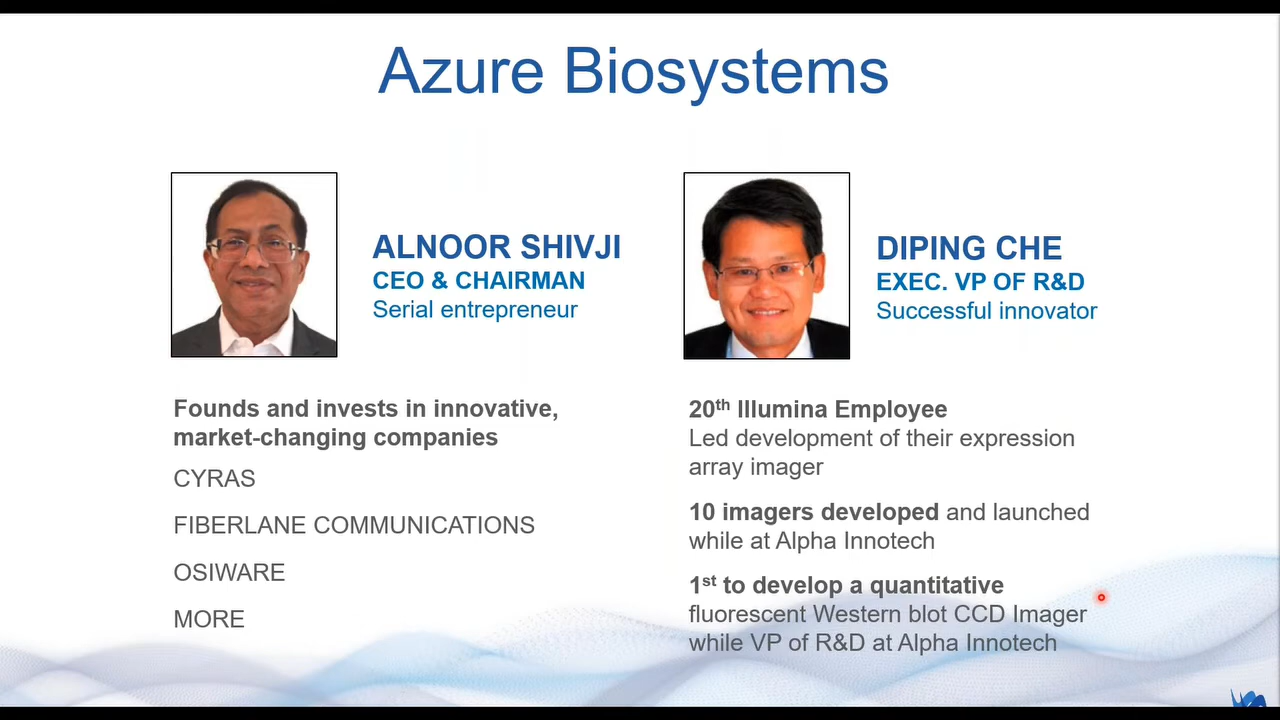 Azure Biosystems
ALNOOR SHIVJI
CEO & CHAIRMAN
Serial entrepreneur
Founds and invests in innovative,
market-changing companies
CYRAS
FIBERLANE COMMUNICATIONS
OSIWARE
MORE
DIPING CHE
EXEC. VP OF R&D
Successful innovator
20th Illumina Employee
Led development of their expression
array imager
10 imagers developed and launched
while at Alpha Innotech
1st to develop a quantitative
fluorescent Western blot CCD Imager
while VP of R&D at Alpha Innotech